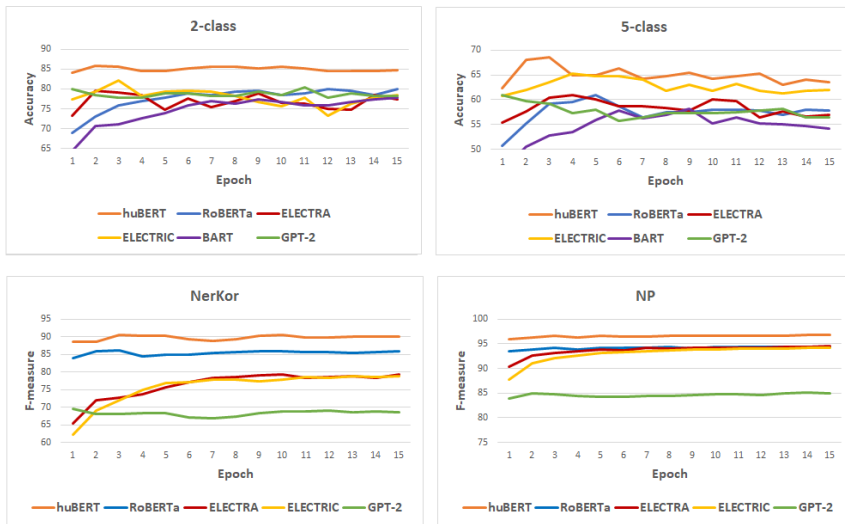 2-class
90
85
80
75
70
65
Accuracy
1 2 3 4 5 6 7 8 9 10 11 12 13 14 15
Epoch
huBERT RoBERTa ELECTRA
ELECTRIC BART GPT-2
5-class
70
65
60
55
50
Accuracy
1 2 3 4 5 6 7 8 9 10 11 12 13 14 15
Epoch
huBERT RoBERTa ELECTRA
ELECTRIC BART GPT-2
NerKor
95
90
85
80
75
70
65
60
F-measure
1 2 3 4 5 6 7 8 9 10 11 12 13 14 15
Epoch
huBERT RoBERTa ELECTRA ELECTRIC GPT-2
NP
100
95
90
85
80
75
F-measure
1 2 3 4 5 6 7 8 9 10 11 12 13 14 15
Epoch
huBERT RoBERTa ELECTRA ELECTRIC GPT-2